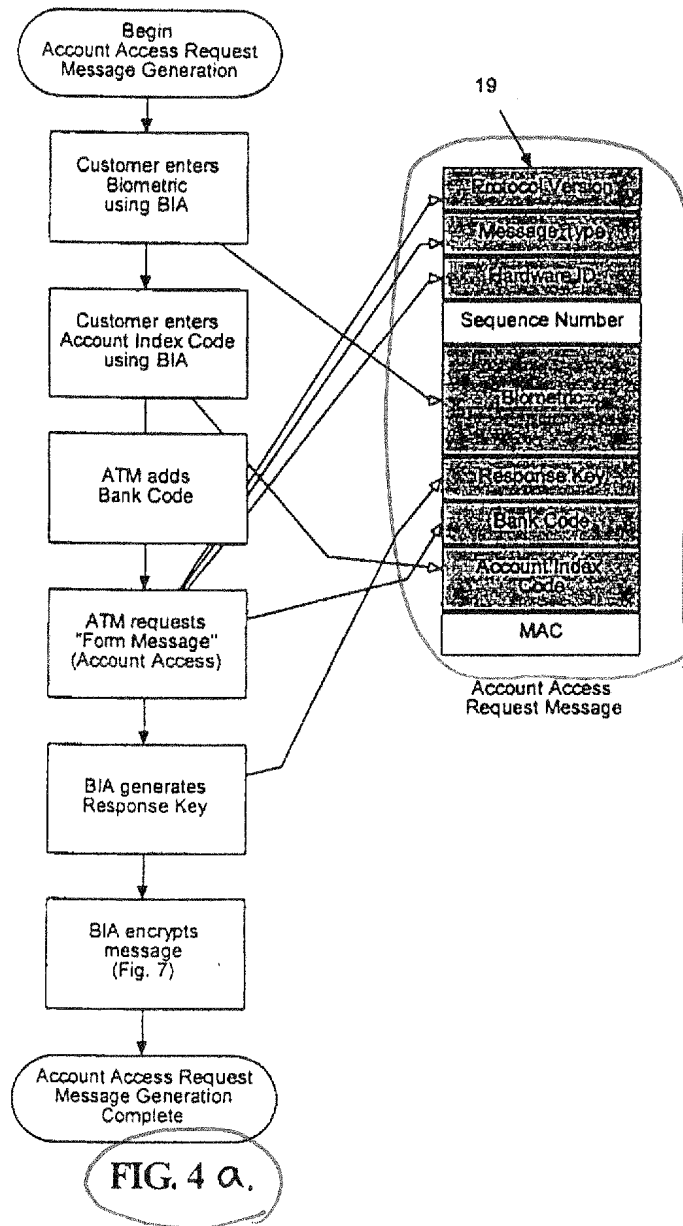 Begin
Account Access Request
Message Generation
Customer enters
Biometric
using BIA
Customer enters
Account Index Code
using BIA
ATM adds
Bank Code
ATM requests
"Form Message"
(Account Access)
BIA generates
Response Key
BIA encrypts
message
(Fig. 7)
Account Access Request
Message Generation
Complete
FIG. 4 a.
19
Protocol Version
Message Type
Hardware ID
Sequence Number
Biometric
Response Key
Bank Code
Account Index
Code
MAC
Account Access
Request Message